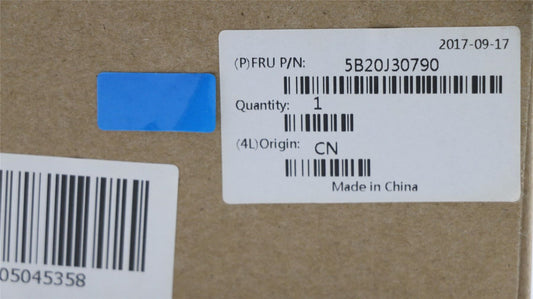 2017-09-17
(P)FRU P/N: 5B20J30790
Quantity: 1
(4L)Origin: CN
Made in China
05045358